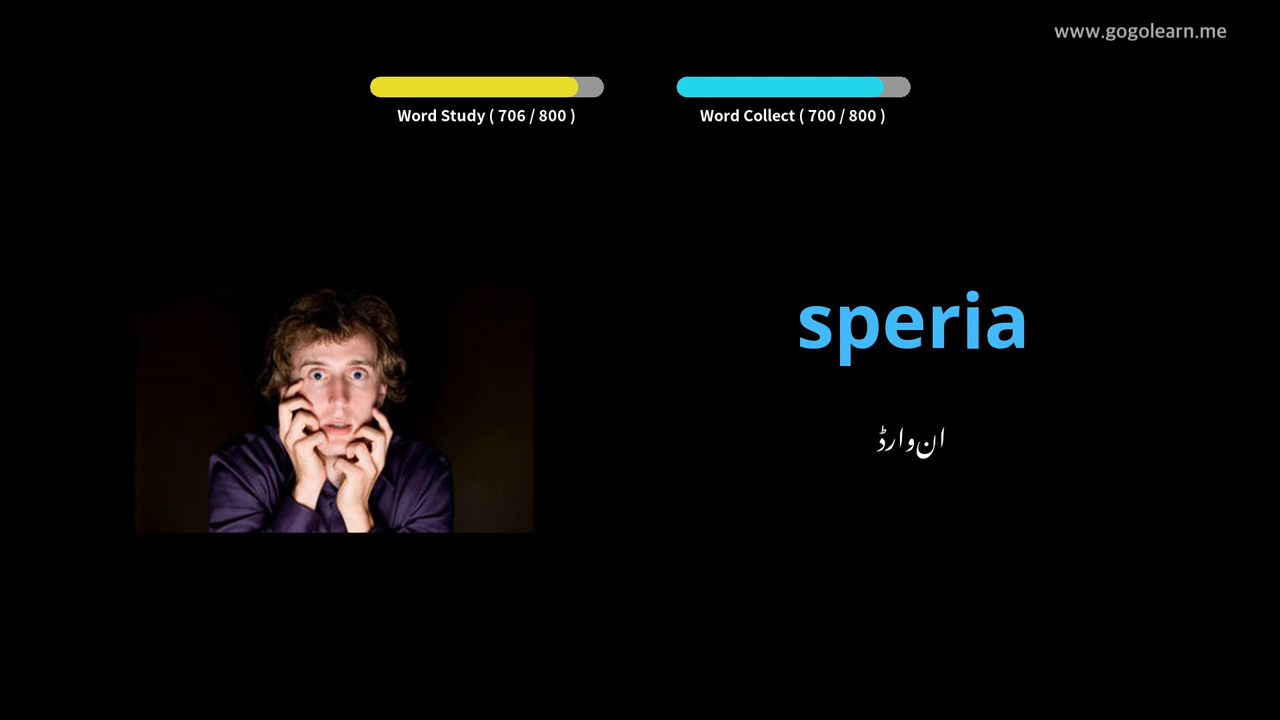 www.gogolearn.me
Word Study ( 706 / 800 )
Word Collect ( 700 / 800 )
speria
ان‌وارڈ